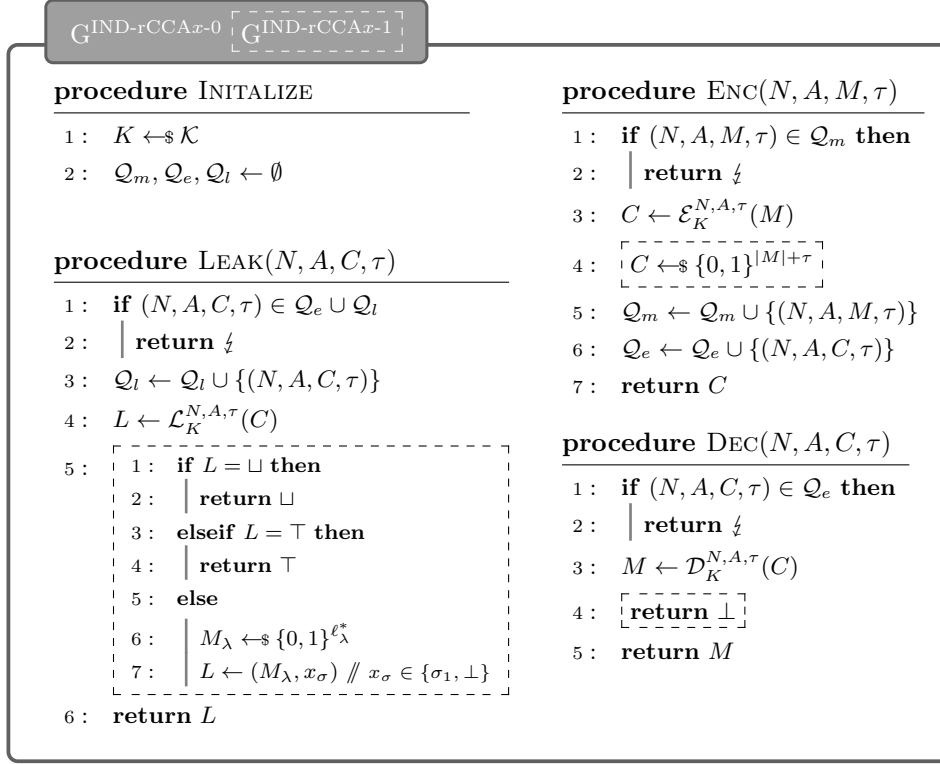 G^{IND-rCCAx-0} G^{IND-rCCAx-1}
procedure INITALIZE
1 : K ←$ 𝒦
2 : 𝒬_m, 𝒬_e, 𝒬_l ← ∅
procedure LEAK(N, A, C, τ)
1 : if (N, A, C, τ) ∈ 𝒬_e ∪ 𝒬_l
2 : return ↯
3 : 𝒬_l ← 𝒬_l ∪ {(N, A, C, τ)}
4 : L ← ℒ_K^{N,A,τ}(C)
5 :
1 : if L = ⊔ then
2 : return ⊔
3 : elseif L = ⊤ then
4 : return ⊤
5 : else
6 : M_λ ←$ {0, 1}^{ℓ*_λ}
7 : L ← (M_λ, x_σ) // x_σ ∈ {σ_1, ⊥}
6 : return L
procedure ENC(N, A, M, τ)
1 : if (N, A, M, τ) ∈ 𝒬_m then
2 : return ↯
3 : C ← ℰ_K^{N,A,τ}(M)
4 : C ←$ {0, 1}^{|M|+τ}
5 : 𝒬_m ← 𝒬_m ∪ {(N, A, M, τ)}
6 : 𝒬_e ← 𝒬_e ∪ {(N, A, C, τ)}
7 : return C
procedure DEC(N, A, C, τ)
1 : if (N, A, C, τ) ∈ 𝒬_e then
2 : return ↯
3 : M ← 𝒟_K^{N,A,τ}(C)
4 : return ⊥
5 : return M